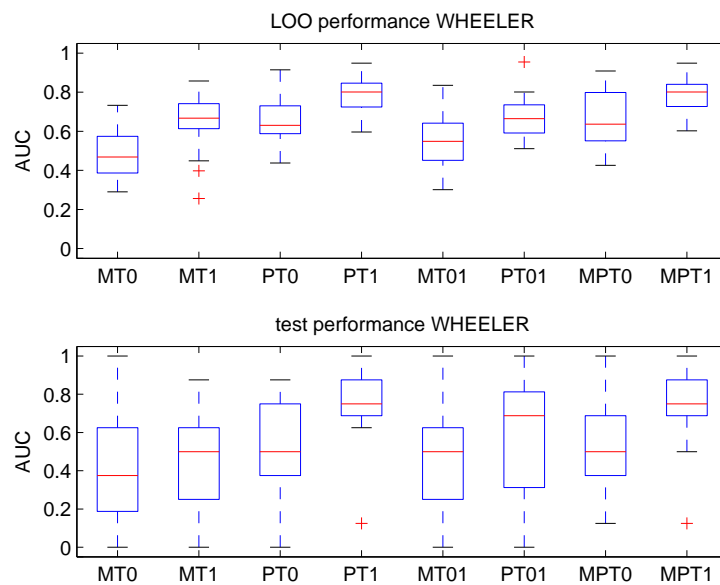 LOO performance WHEELER
1
0.8
0.6
0.4
0.2
0
AUC
MT0 MT1 PT0 PT1 MT01 PT01 MPT0 MPT1
test performance WHEELER
1
0.8
0.6
0.4
0.2
0
AUC
MT0 MT1 PT0 PT1 MT01 PT01 MPT0 MPT1